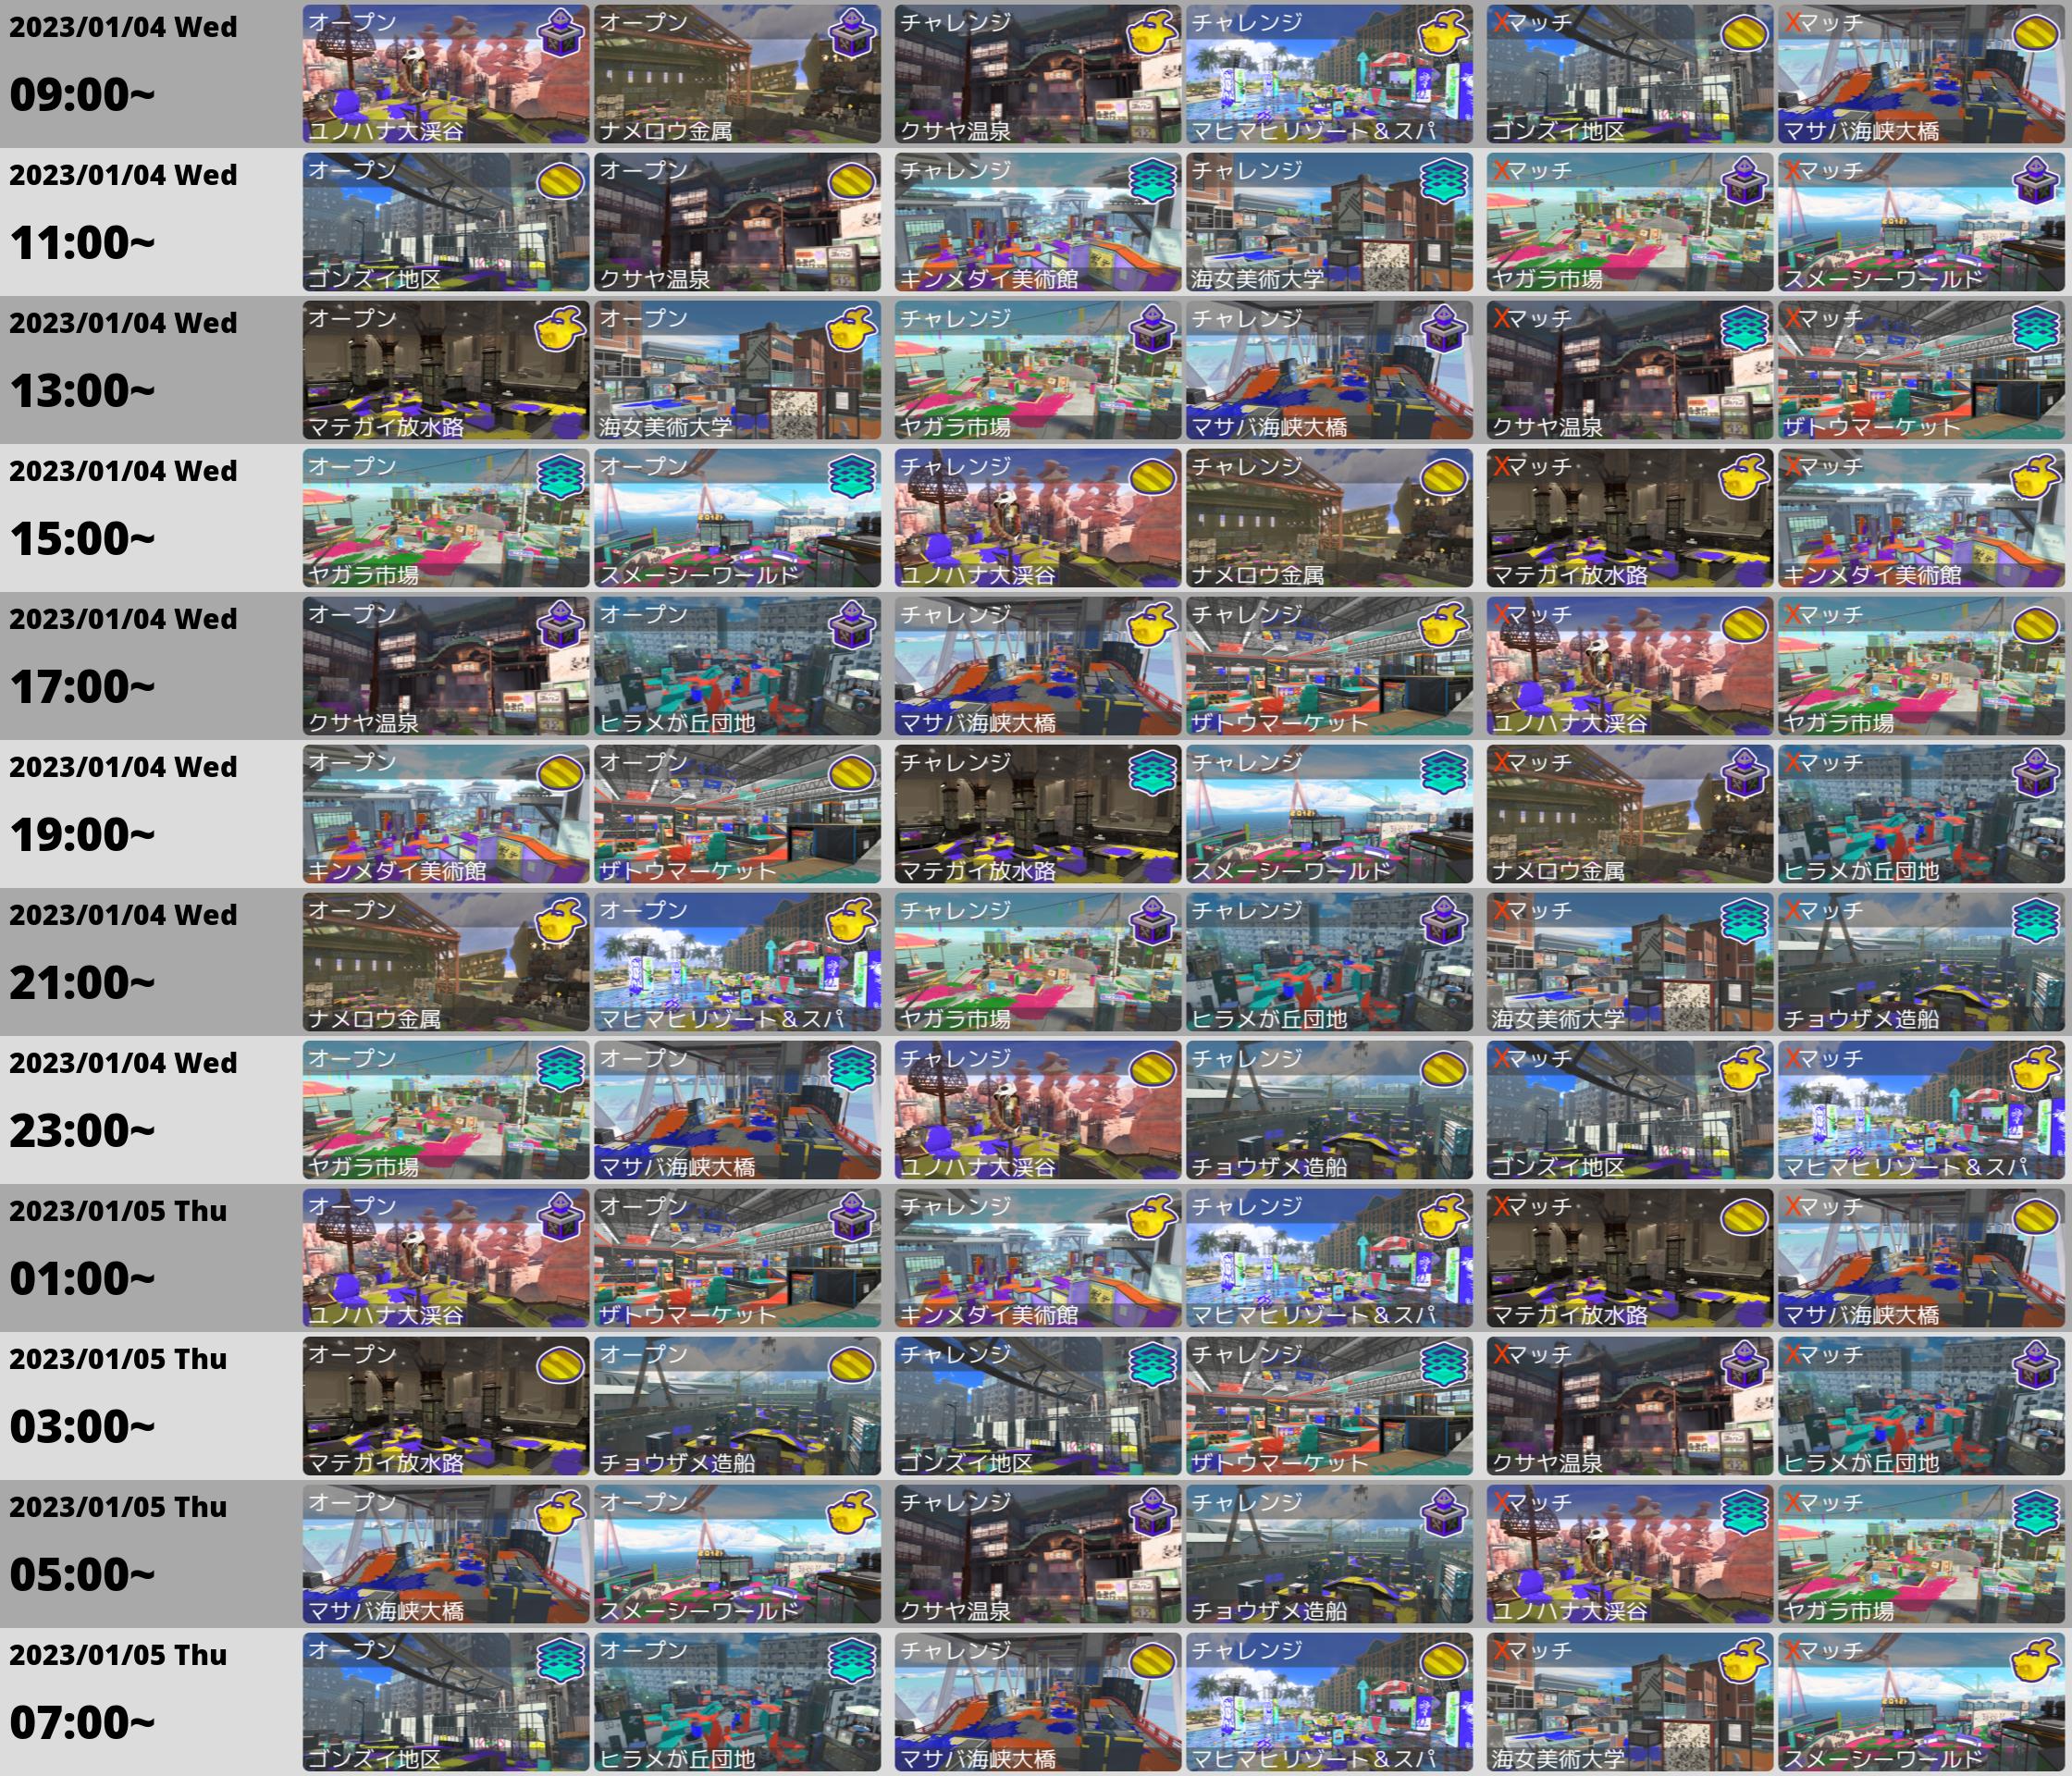 2023/01/04 Wed
09:00~
オープン オープン チャレンジ チャレンジ Xマッチ Xマッチ
ユノハナ大渓谷 ナメロウ金属 クサヤ温泉 マヒマヒリゾート＆スパ ゴンズイ地区 マサバ海峡大橋
2023/01/04 Wed
11:00~
オープン オープン チャレンジ チャレンジ Xマッチ Xマッチ
ゴンズイ地区 クサヤ温泉 キンメダイ美術館 海女美術大学 ヤガラ市場 スメーシーワールド
2023/01/04 Wed
13:00~
オープン オープン チャレンジ チャレンジ Xマッチ Xマッチ
マテガイ放水路 海女美術大学 ヤガラ市場 マサバ海峡大橋 クサヤ温泉 ザトウマーケット
2023/01/04 Wed
15:00~
オープン オープン チャレンジ チャレンジ Xマッチ Xマッチ
ヤガラ市場 スメーシーワールド ユノハナ大渓谷 ナメロウ金属 マテガイ放水路 キンメダイ美術館
2023/01/04 Wed
17:00~
オープン オープン チャレンジ チャレンジ Xマッチ Xマッチ
クサヤ温泉 ヒラメが丘団地 マサバ海峡大橋 ザトウマーケット ユノハナ大渓谷 ヤガラ市場
2023/01/04 Wed
19:00~
オープン オープン チャレンジ チャレンジ Xマッチ Xマッチ
キンメダイ美術館 ザトウマーケット マテガイ放水路 スメーシーワールド ナメロウ金属 ヒラメが丘団地
2023/01/04 Wed
21:00~
オープン オープン チャレンジ チャレンジ Xマッチ Xマッチ
ナメロウ金属 マヒマヒリゾート＆スパ ヤガラ市場 ヒラメが丘団地 海女美術大学 チョウザメ造船
2023/01/04 Wed
23:00~
オープン オープン チャレンジ チャレンジ Xマッチ Xマッチ
ヤガラ市場 マサバ海峡大橋 ユノハナ大渓谷 チョウザメ造船 ゴンズイ地区 マヒマヒリゾート＆スパ
2023/01/05 Thu
01:00~
オープン オープン チャレンジ チャレンジ Xマッチ Xマッチ
ユノハナ大渓谷 ザトウマーケット キンメダイ美術館 マヒマヒリゾート＆スパ マテガイ放水路 マサバ海峡大橋
2023/01/05 Thu
03:00~
オープン オープン チャレンジ チャレンジ Xマッチ Xマッチ
マテガイ放水路 チョウザメ造船 ゴンズイ地区 ザトウマーケット クサヤ温泉 ヒラメが丘団地
2023/01/05 Thu
05:00~
オープン オープン チャレンジ チャレンジ Xマッチ Xマッチ
マサバ海峡大橋 スメーシーワールド クサヤ温泉 チョウザメ造船 ユノハナ大渓谷 ヤガラ市場
2023/01/05 Thu
07:00~
オープン オープン チャレンジ チャレンジ Xマッチ Xマッチ
ゴンズイ地区 ヒラメが丘団地 マサバ海峡大橋 マヒマヒリゾート＆スパ 海女美術大学 スメーシーワールド